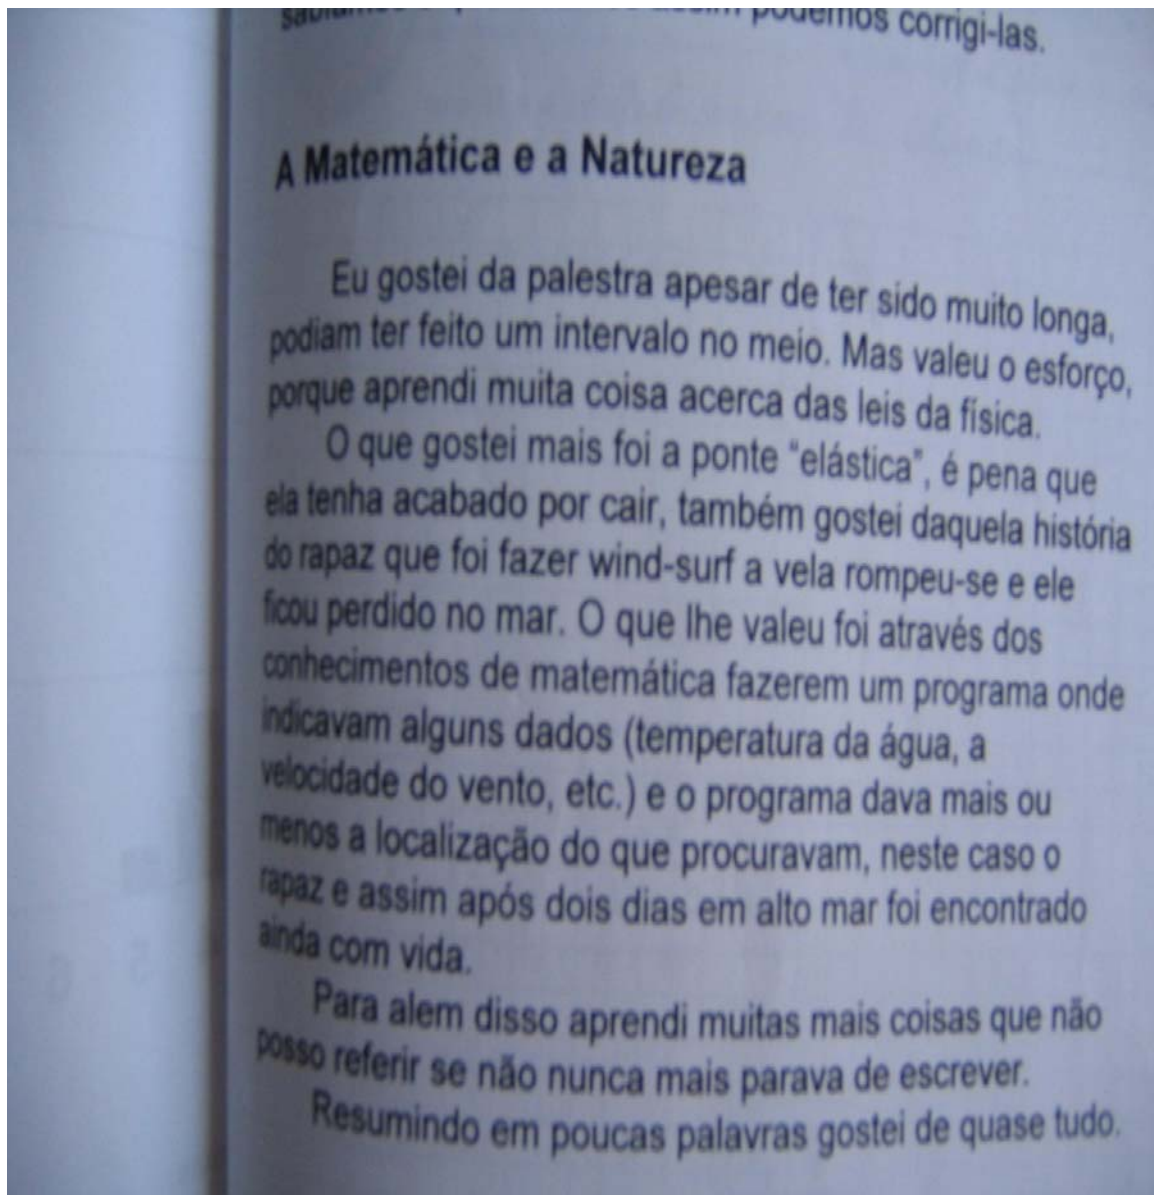 podemos corrigi-las.
A Matemática e a Natureza
Eu gostei da palestra apesar de ter sido muito longa,
podiam ter feito um intervalo no meio. Mas valeu o esforço,
porque aprendi muita coisa acerca das leis da física.
O que gostei mais foi a ponte "elástica", é pena que
ela tenha acabado por cair, também gostei daquela história
do rapaz que foi fazer wind-surf a vela rompeu-se e ele
ficou perdido no mar. O que lhe valeu foi através dos
conhecimentos de matemática fazerem um programa onde
indicavam alguns dados (temperatura da água, a
velocidade do vento, etc.) e o programa dava mais ou
menos a localização do que procuravam, neste caso o
rapaz e assim após dois dias em alto mar foi encontrado
ainda com vida.
Para alem disso aprendi muitas mais coisas que não
posso referir se não nunca mais parava de escrever.
Resumindo em poucas palavras gostei de quase tudo.